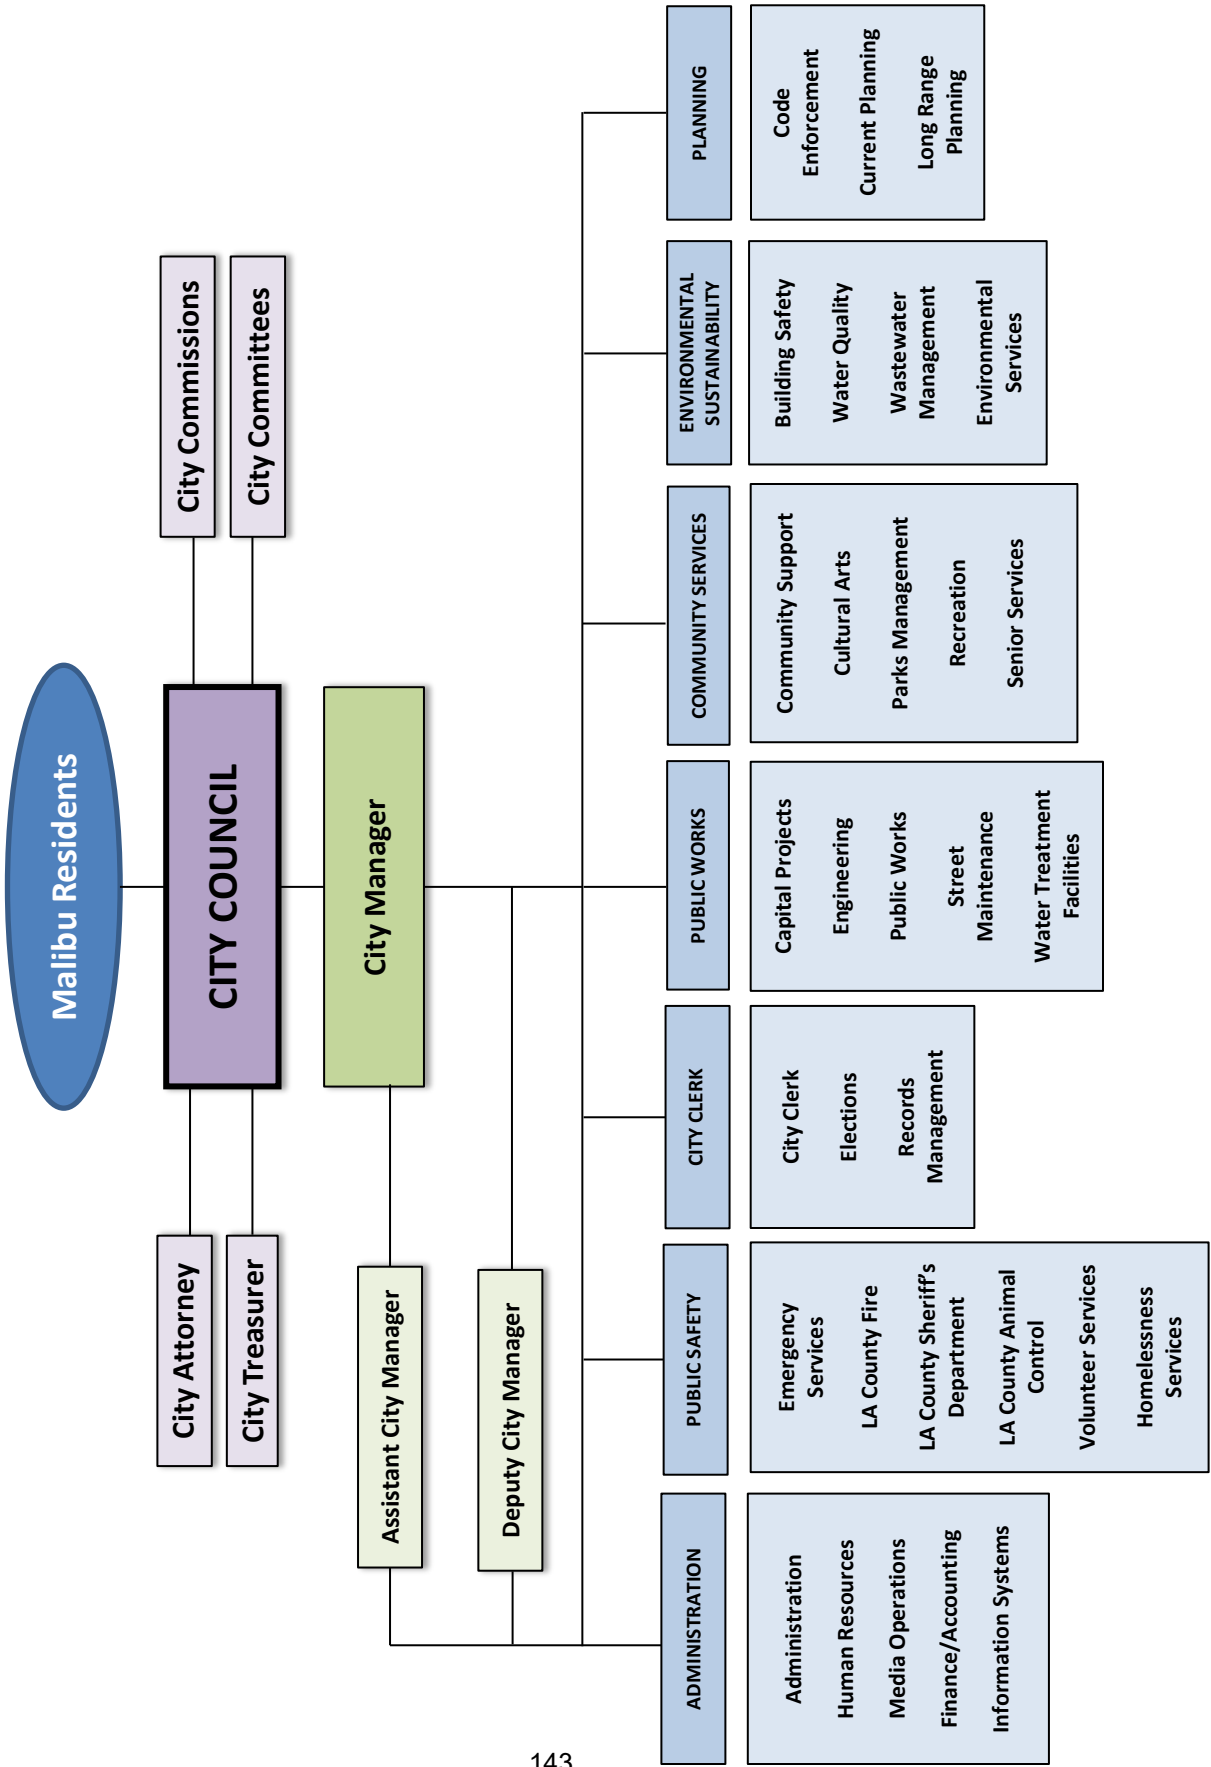 Malibu Residents
City Attorney
City Treasurer
CITY COUNCIL
City Commissions
City Committees
City Manager
Assistant City Manager
Deputy City Manager
ADMINISTRATION
Administration
Human Resources
Media Operations
Finance/Accounting
Information Systems
PUBLIC SAFETY
Emergency
Services
LA County Fire
LA County Sheriff's
Department
LA County Animal
Control
Volunteer Services
Homelessness
Services
CITY CLERK
City Clerk
Elections
Records
Management
PUBLIC WORKS
Capital Projects
Engineering
Public Works
Street
Maintenance
Water Treatment
Facilities
COMMUNITY SERVICES
Community Support
Cultural Arts
Parks Management
Recreation
Senior Services
ENVIRONMENTAL
SUSTAINABILITY
Building Safety
Water Quality
Wastewater
Management
Environmental
Services
PLANNING
Code
Enforcement
Current Planning
Long Range
Planning
143